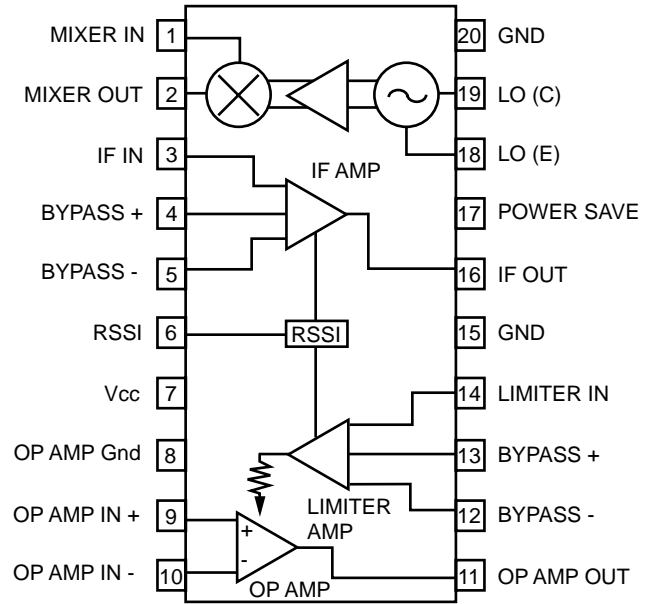 MIXER IN 1
20 GND
MIXER OUT 2
19 LO (C)
IF IN 3
18 LO (E)
IF AMP
BYPASS + 4
17 POWER SAVE
BYPASS - 5
16 IF OUT
RSSI 6
RSSI
15 GND
Vcc 7
14 LIMITER IN
OP AMP Gnd 8
13 BYPASS +
LIMITER
AMP
OP AMP IN + 9
12 BYPASS -
+
-
OP AMP IN - 10
OP AMP
11 OP AMP OUT